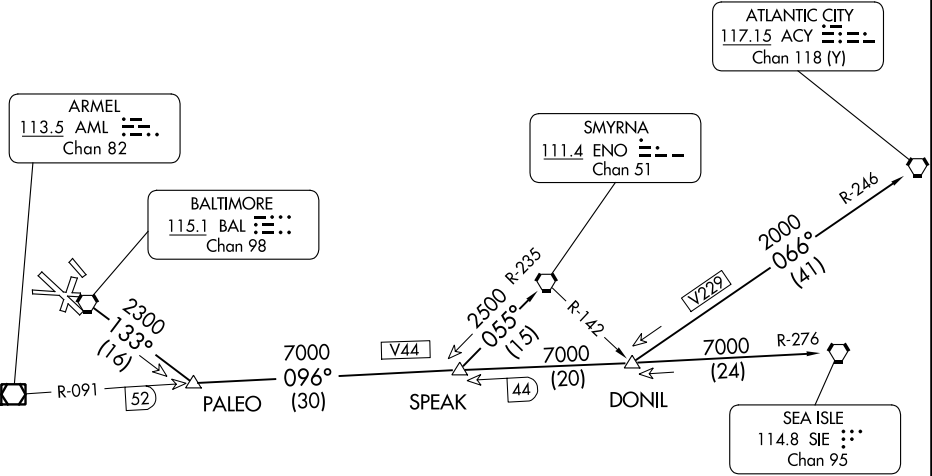 ATLANTIC CITY
117.15 ACY
Chan 118 (Y)
ARMEL
113.5 AML
Chan 82
SMYRNA
111.4 ENO
Chan 51
BALTIMORE
115.1 BAL
Chan 98
R-246
2000
066°
(41)
V229
R-235
2500
055°
(15)
R-142
2300
133°
(16)
7000
096°
(30)
V44
7000
(20)
7000
(24)
R-276
R-091
52
44
PALEO
SPEAK
DONIL
SEA ISLE
114.8 SIE
Chan 95